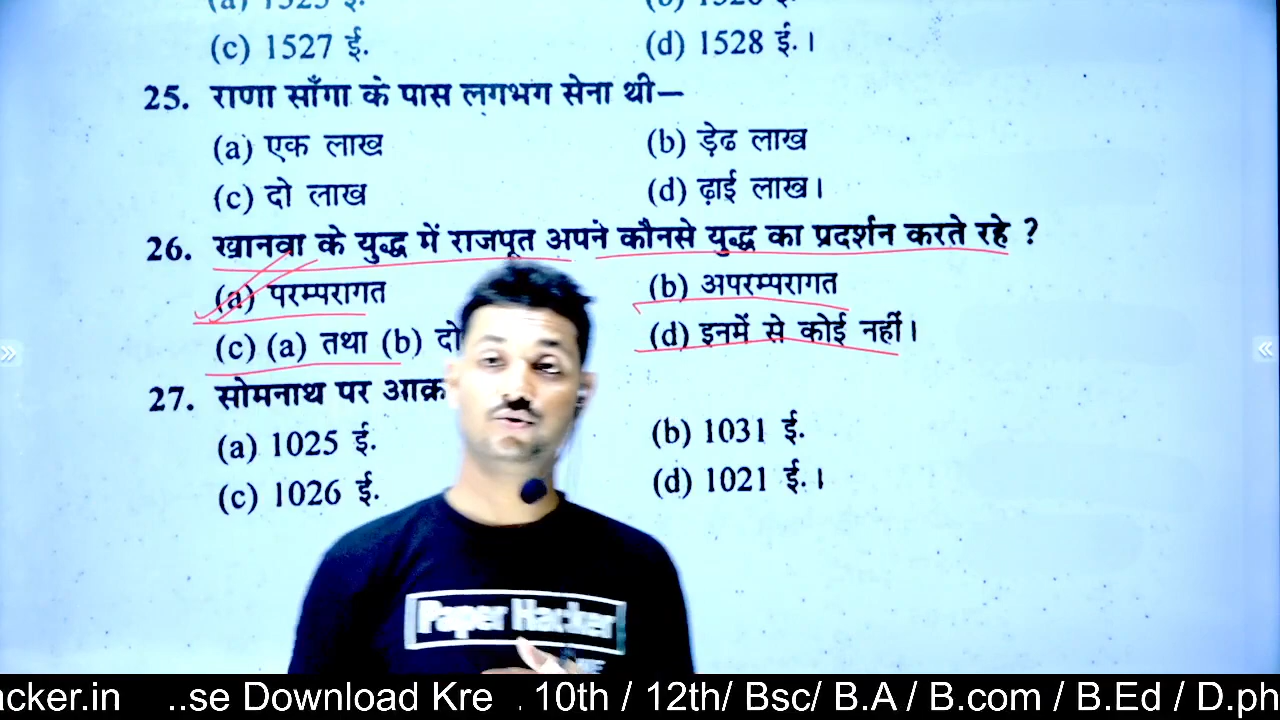 (c) 1527 ई.
(d) 1528 ई.।
25. राणा साँगा के पास लगभग सेना थी—
(a) एक लाख
(b) ड़ेढ लाख
(c) दो लाख
(d) ढ़ाई लाख।
26. खानवा के युद्ध में राजपूत अपने कौनसे युद्ध का प्रदर्शन करते रहे ?
(a) परम्परागत
(b) अपरम्परागत
(c) (a) तथा (b)
(d) इनमें से कोई नहीं।
27. सोमनाथ पर
(a) 1025 ई.
(b) 1031 ई.
(c) 1026 ई.
(d) 1021 ई.।
Paper Hacker
acker.in ..se Download Kre . 10th / 12th/ Bsc/ B.A / B.com / B.Ed / D.ph